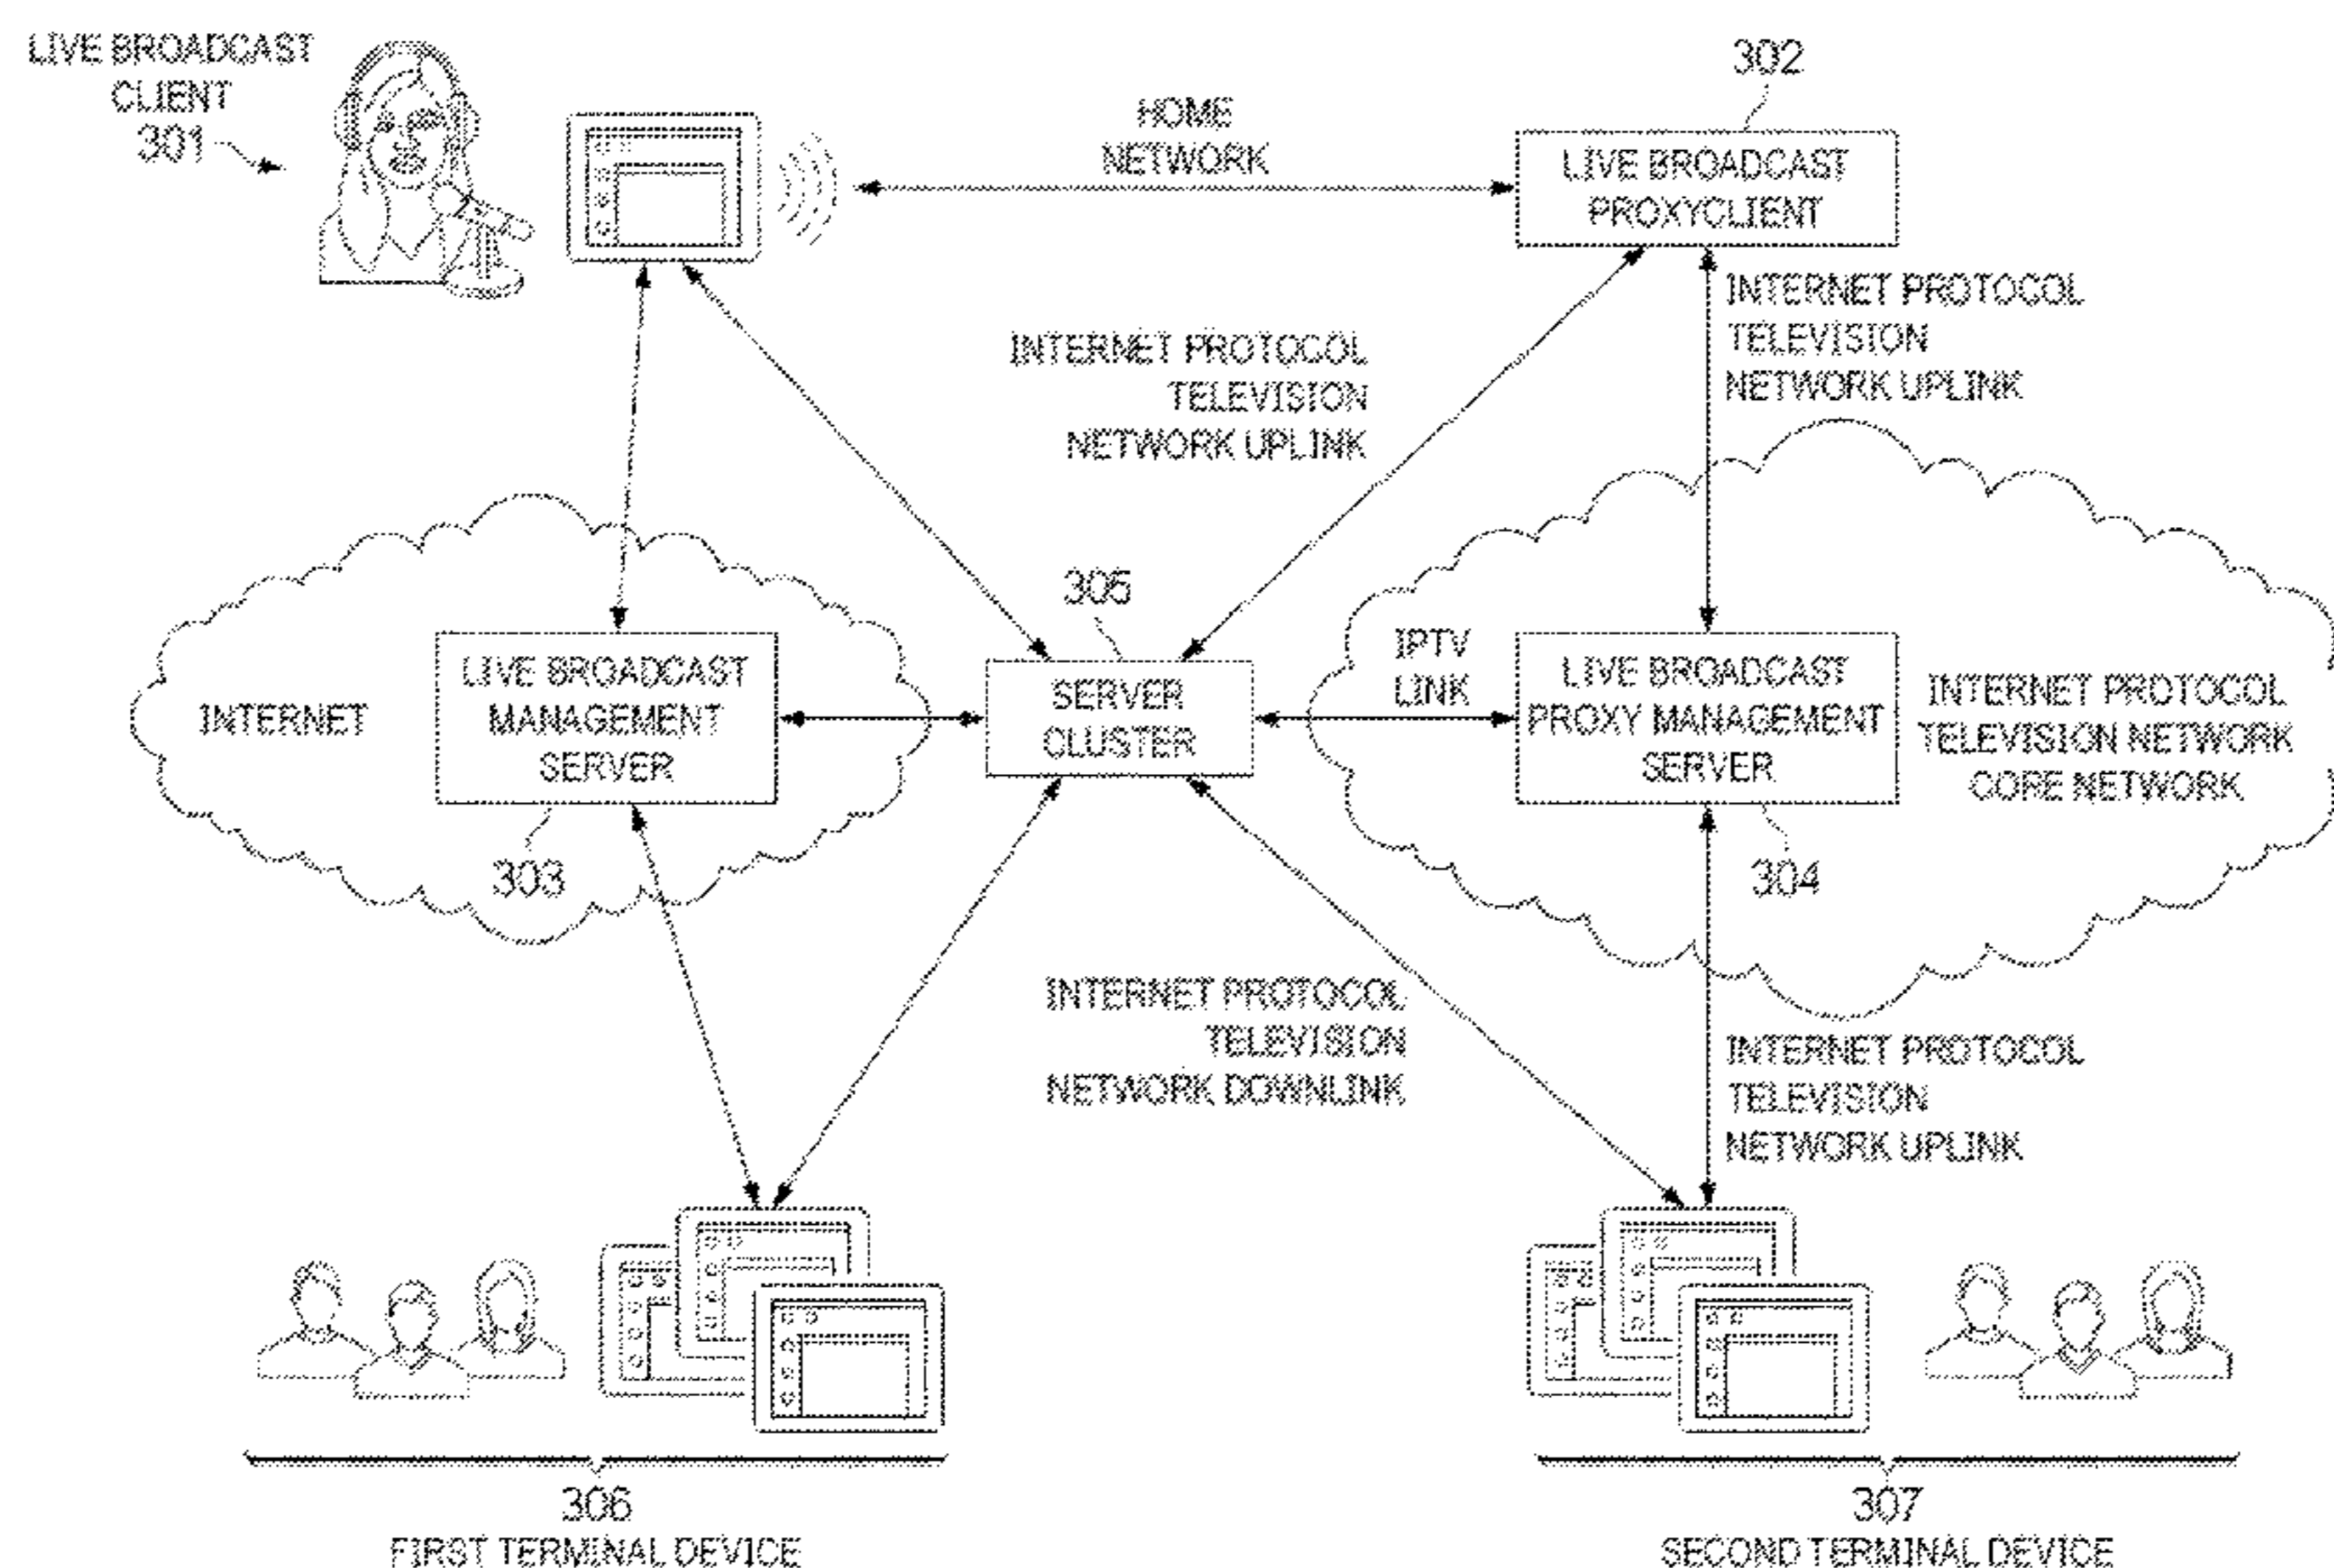 LIVE BROADCAST
CLIENT
301
302
HOME
NETWORK
LIVE BROADCAST
PROXYCLIENT
INTERNET PROTOCOL
TELEVISION
NETWORK UPLINK
INTERNET PROTOCOL
TELEVISION
NETWORK UPLINK
305
INTERNET
LIVE BROADCAST
MANAGEMENT
SERVER
303
SERVER
CLUSTER
IPTV
LINK
LIVE BROADCAST
PROXY MANAGEMENT
SERVER
304
INTERNET PROTOCOL
TELEVISION NETWORK
CORE NETWORK
INTERNET PROTOCOL
TELEVISION
NETWORK DOWNLINK
INTERNET PROTOCOL
TELEVISION
NETWORK UPLINK
306
FIRST TERMINAL DEVICE
307
SECOND TERMINAL DEVICE